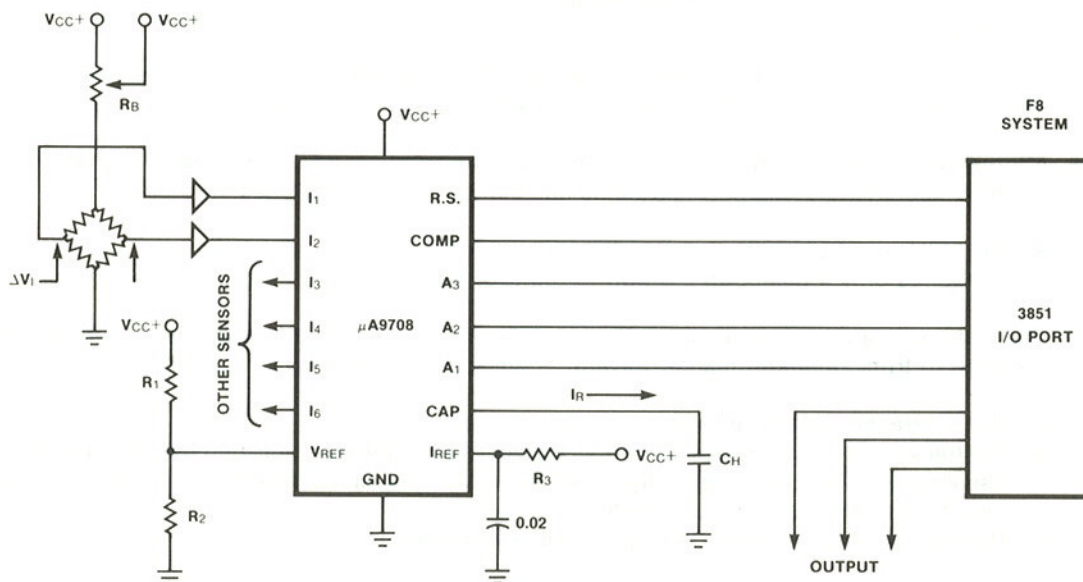 VCC+
VCC+
RB
VCC+
F8
SYSTEM
I1
R.S.
I2
COMP
ΔVI
I3
A3
VCC+
OTHER SENSORS
I4
μA9708
A2
3851
I/O PORT
I5
A1
R1
I6
CAP
IR
VREF
IREF
R3
VCC+
CH
GND
R2
0.02
OUTPUT